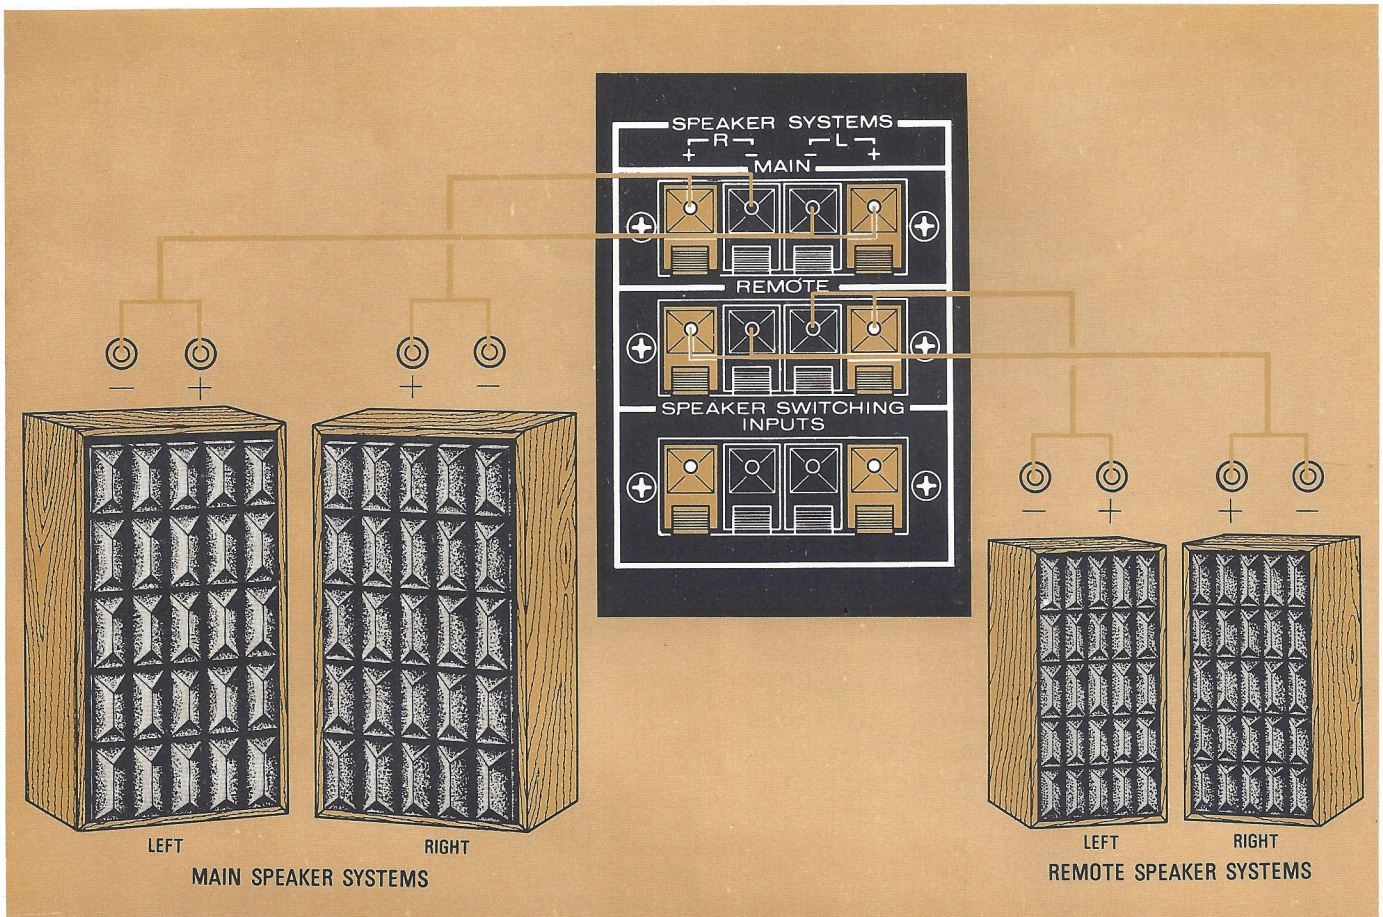 SPEAKER SYSTEMS
R L
+ - - +
MAIN
REMOTE
SPEAKER SWITCHING
INPUTS
- + + -
- + + -
LEFT RIGHT
MAIN SPEAKER SYSTEMS
LEFT RIGHT
REMOTE SPEAKER SYSTEMS